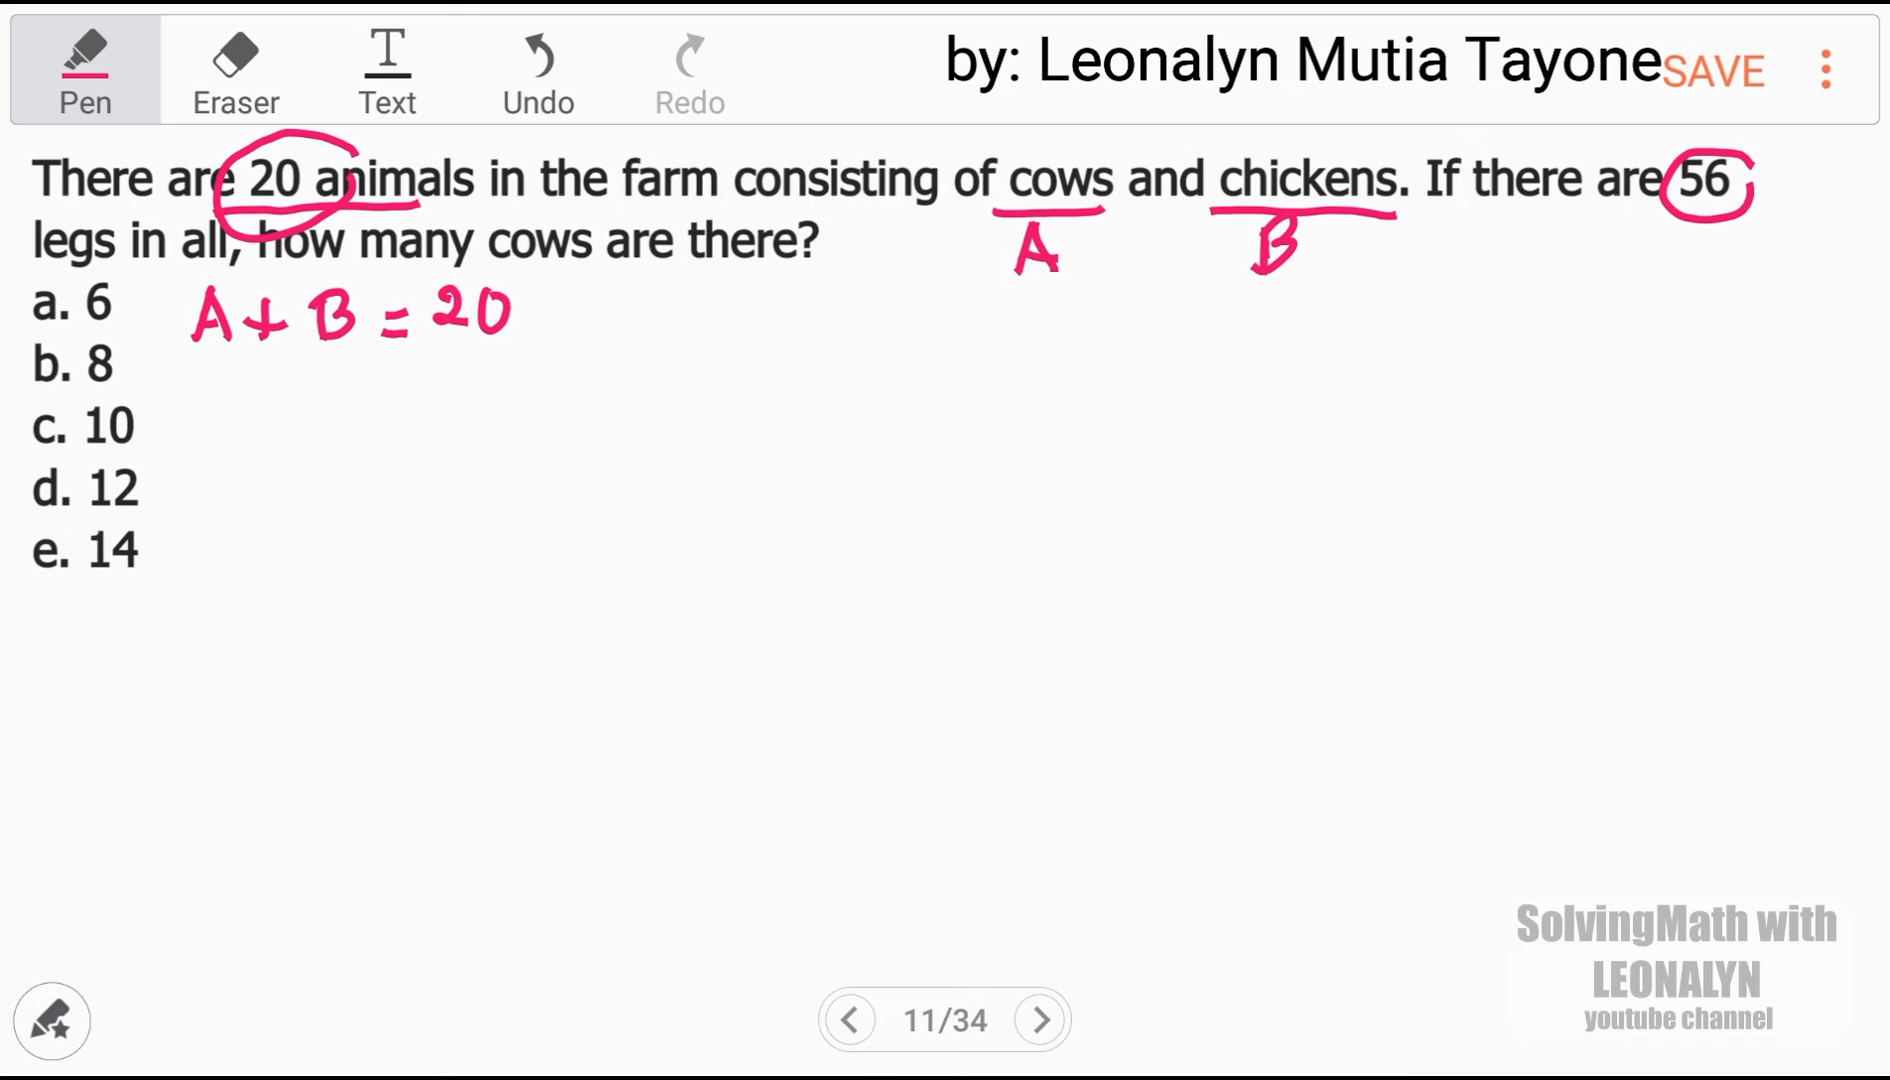 Pen Eraser Text Undo Redo by: Leonalyn Mutia Tayone SAVE
There are 20 animals in the farm consisting of cows and chickens. If there are 56
legs in all, how many cows are there?
A B
a. 6 A + B = 20
b. 8
c. 10
d. 12
e. 14
SolvingMath with
LEONALYN
youtube channel
11/34